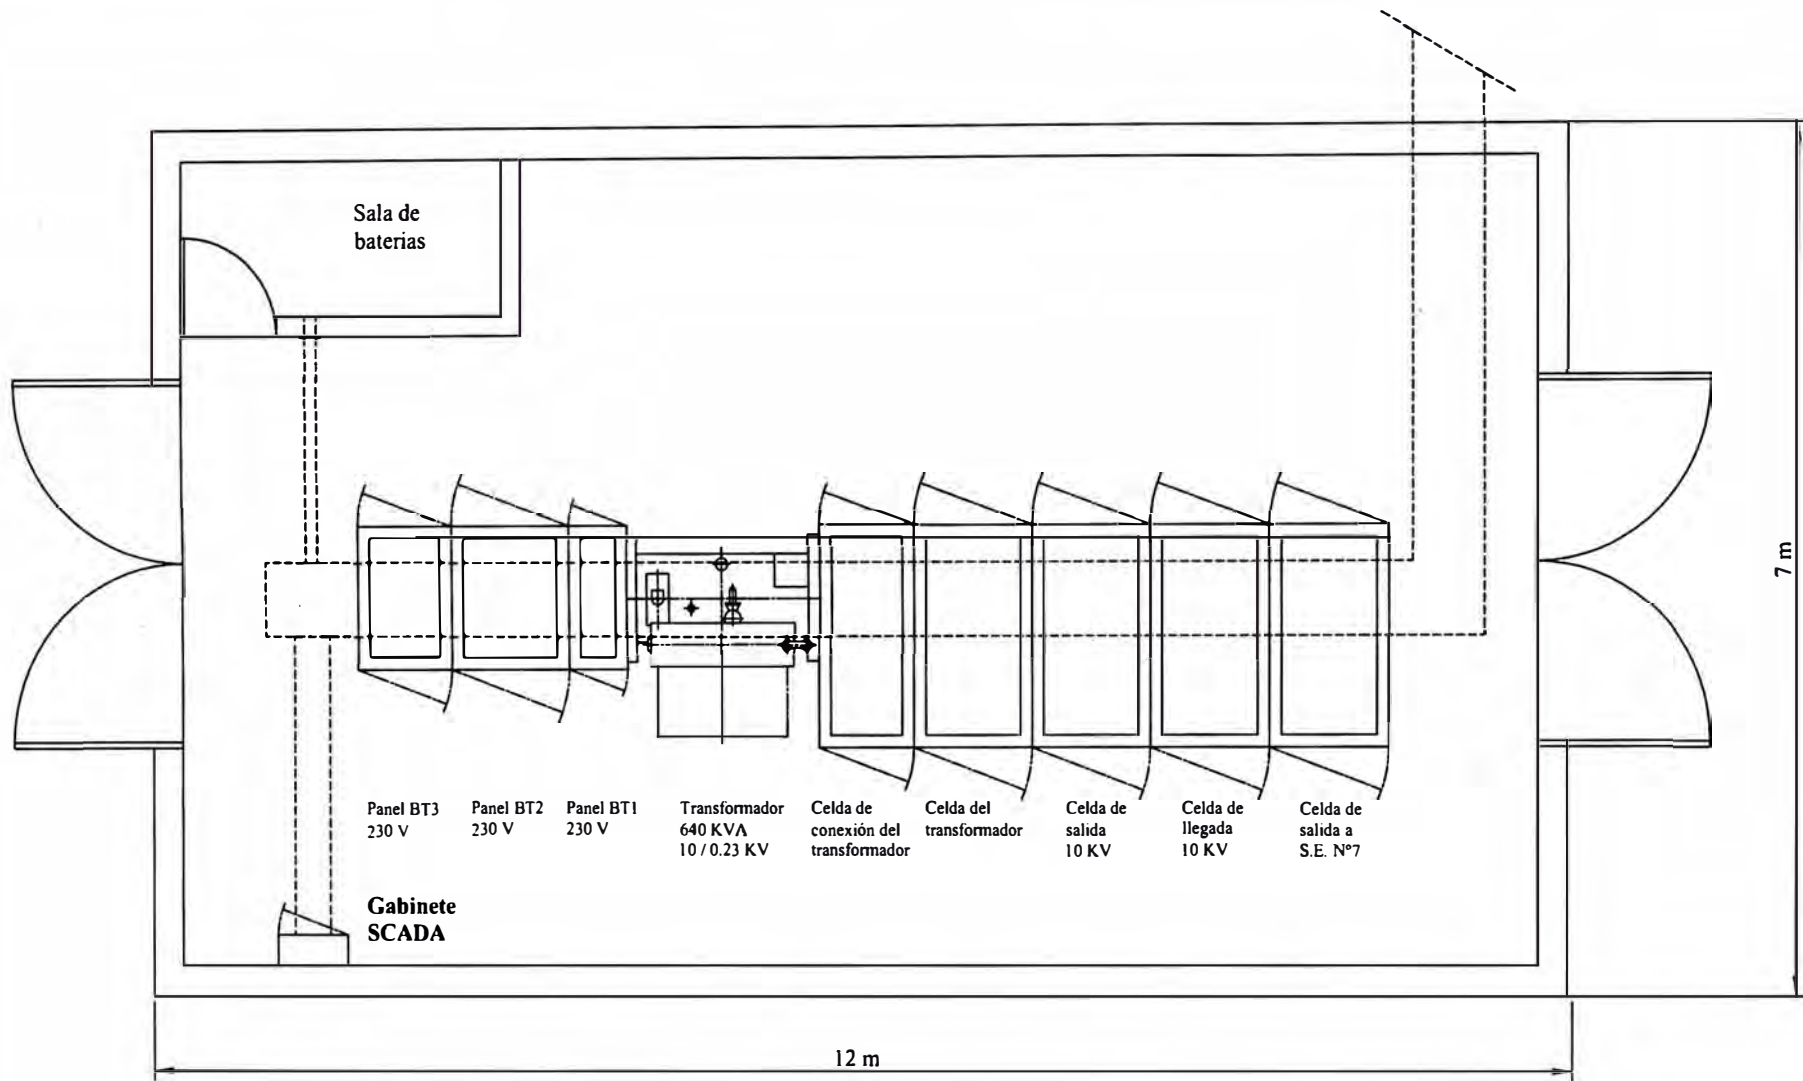 Sala de
baterias
7 m
Panel BT3
230 V
Panel BT2
230 V
Panel BT1
230 V
Transformador
640 KVA
10 / 0.23 KV
Celda de
conexión del
transformador
Celda del
transformador
Celda de
salida
10 KV
Celda de
llegada
10 KV
Celda de
salida a
S.E. Nº7
Gabinete
SCADA
12 m